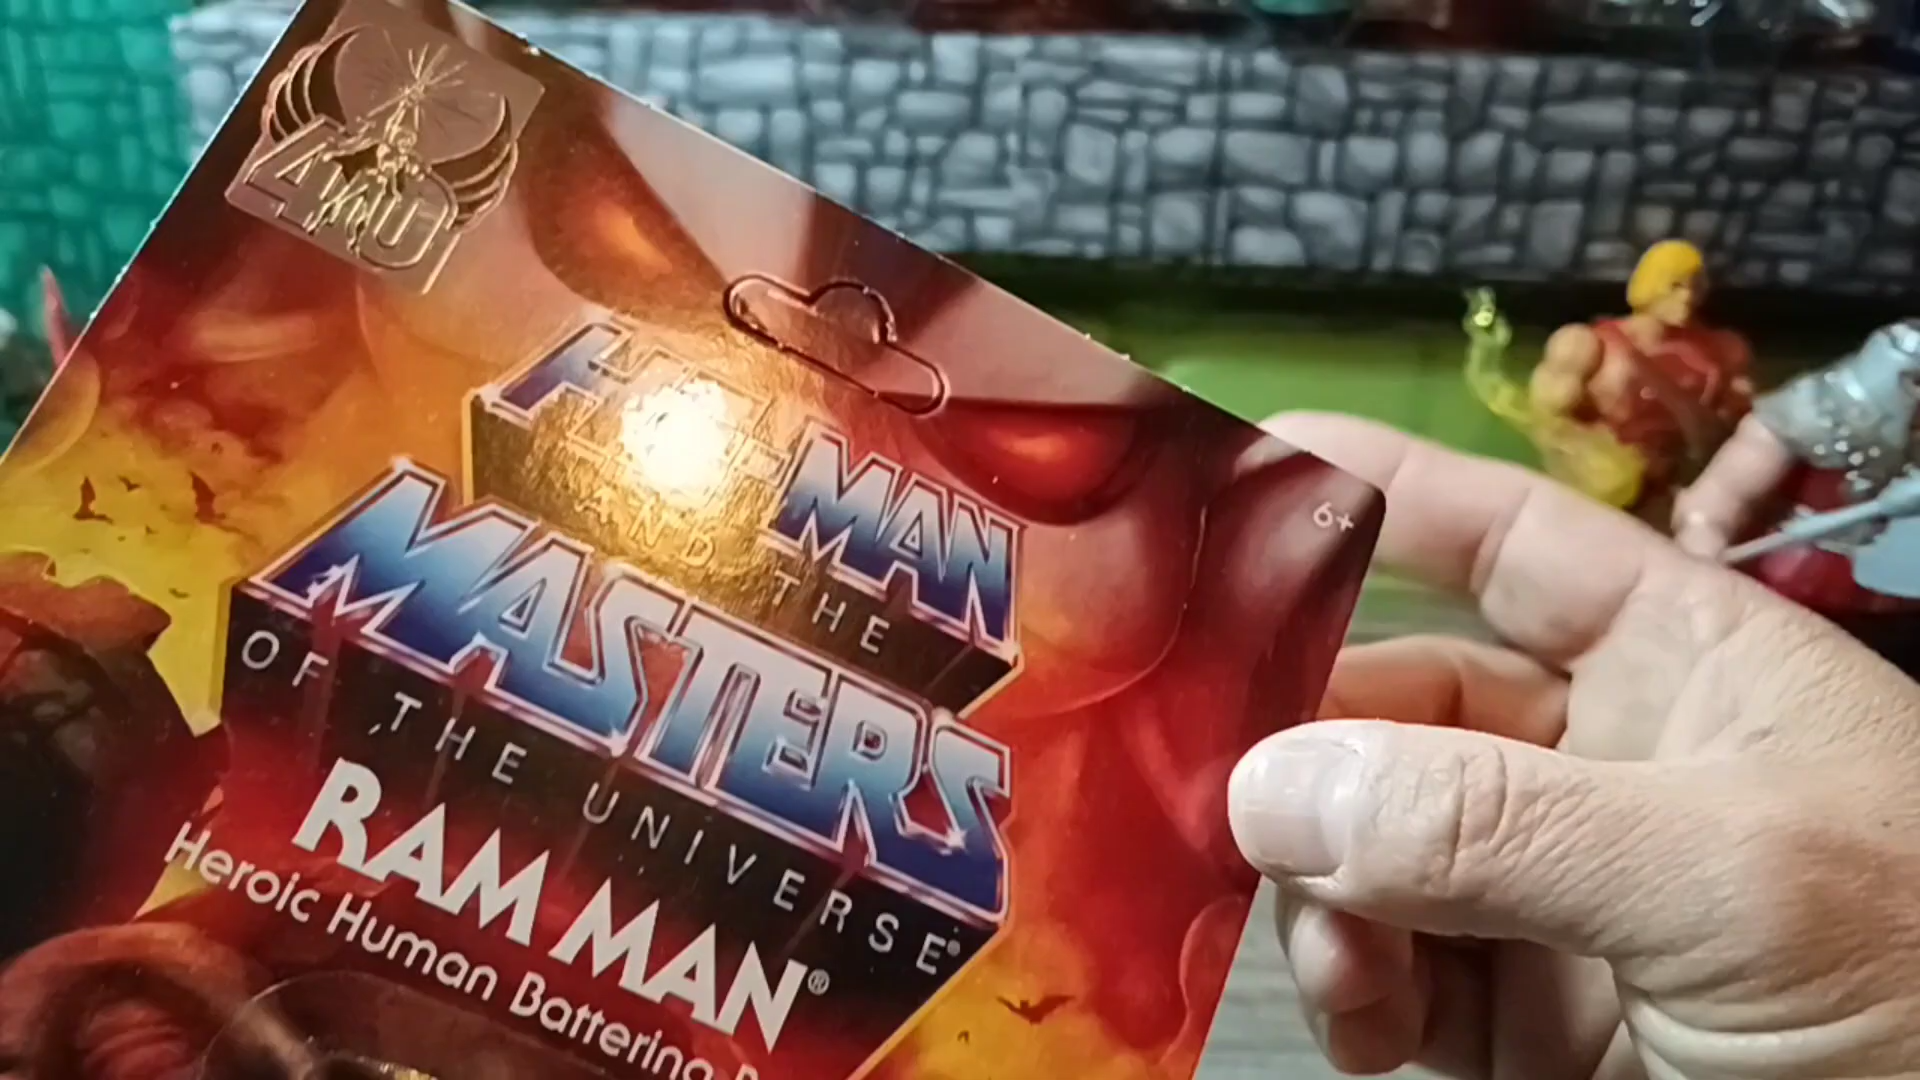 40
HE-MAN
AND THE
MASTERS
OF THE UNIVERSE®
RAM MAN®
Heroic Human Battering
6+